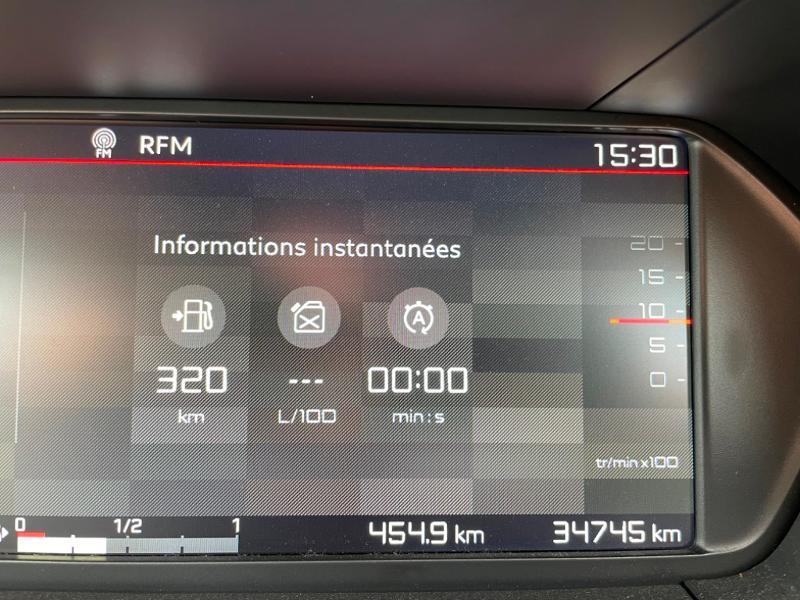 FM RFM 15:30
Informations instantanées
20
15
10
5
0
A
320 --- 00:00
km L/100 min:s
tr/min x100
0 1/2 1
454.9 km 34745 km